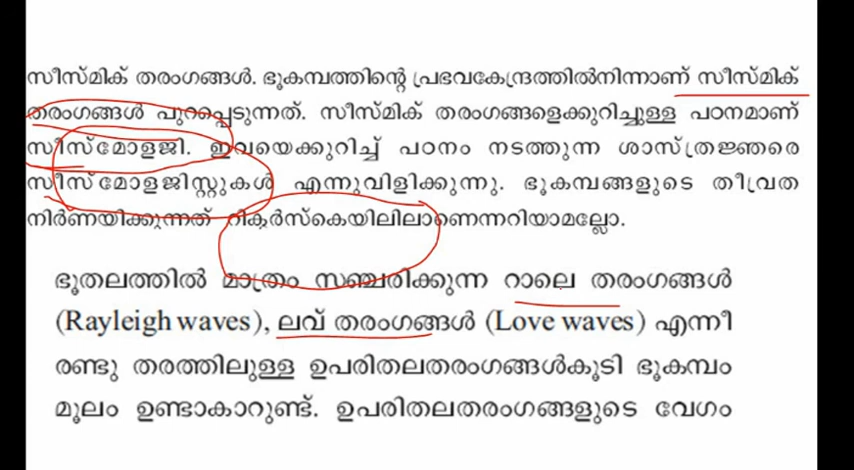 സീസ്മിക് തരംഗങ്ങൾ. ഭൂകമ്പത്തിന്റെ പ്രഭവകേന്ദ്രത്തിൽനിന്നാണ് സീസ്മിക്
തരംഗങ്ങൾ പുറപ്പെടുന്നത്. സീസ്മിക് തരംഗങ്ങളെക്കുറിച്ചുള്ള പഠനമാണ്
സീസ്മോളജി. ഇവയെക്കുറിച്ച് പഠനം നടത്തുന്ന ശാസ്ത്രജ്ഞരെ
സീസ്മോളജിസ്റ്റുകൾ എന്നുവിളിക്കുന്നു. ഭൂകമ്പങ്ങളുടെ തീവ്രത
നിർണയിക്കുന്നത് റിക്ടർസ്കെയിലിലാണെന്നറിയാമല്ലോ.
ഭൂതലത്തിൽ മാത്രം സഞ്ചരിക്കുന്ന റാലെ തരംഗങ്ങൾ
(Rayleigh waves), ലവ് തരംഗങ്ങൾ (Love waves) എന്നീ
രണ്ടു തരത്തിലുള്ള ഉപരിതലതരംഗങ്ങൾകൂടി ഭൂകമ്പം
മൂലം ഉണ്ടാകാറുണ്ട്. ഉപരിതലതരംഗങ്ങളുടെ വേഗം